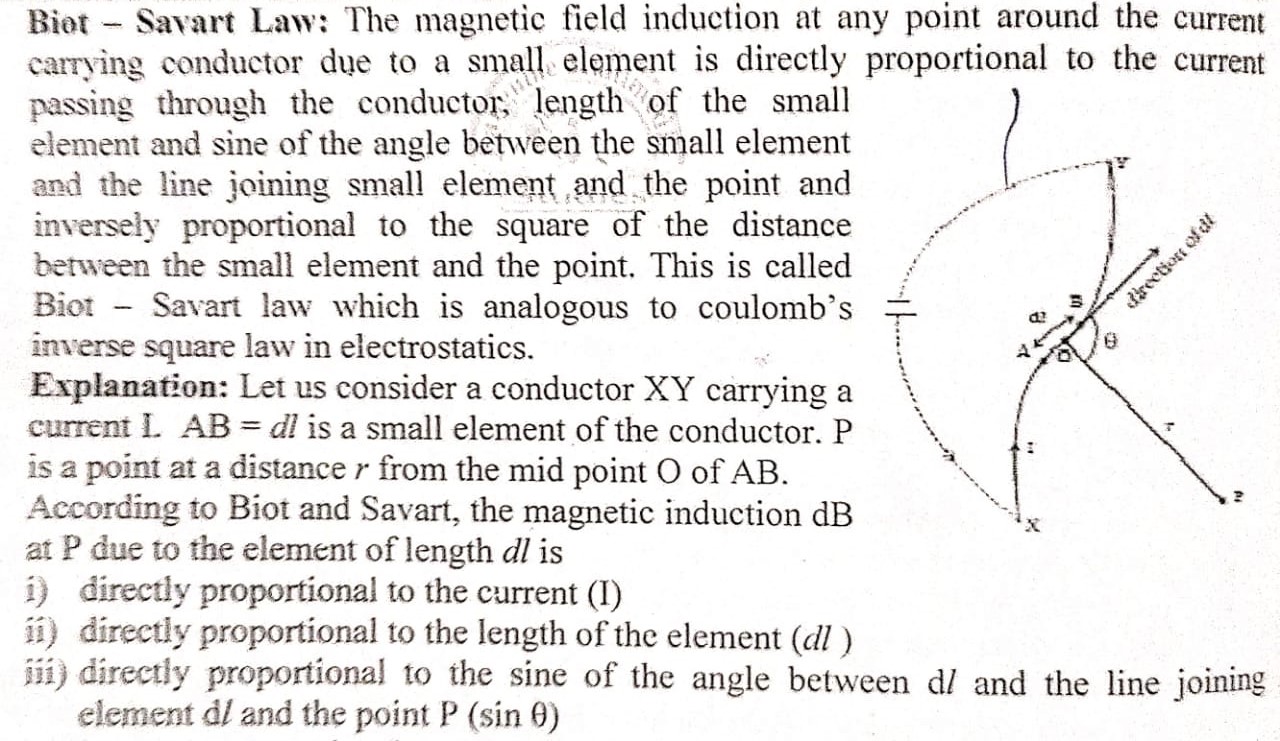 Biot – Savart Law: The magnetic field induction at any point around the current
carrying conductor due to a small element is directly proportional to the current
passing through the conductor, length of the small
element and sine of the angle between the small element
and the line joining small element and the point and
inversely proportional to the square of the distance
between the small element and the point. This is called
Biot – Savart law which is analogous to coulomb's
inverse square law in electrostatics.
Explanation: Let us consider a conductor XY carrying a
current I. AB = dl is a small element of the conductor. P
is a point at a distance r from the mid point O of AB.
According to Biot and Savart, the magnetic induction dB
at P due to the element of length dl is
i) directly proportional to the current (I)
ii) directly proportional to the length of the element (dl )
iii) directly proportional to the sine of the angle between dl and the line joining
element dl and the point P (sin θ)
Y
direction of dl
B
dl
A
O
θ
r
I
P
X